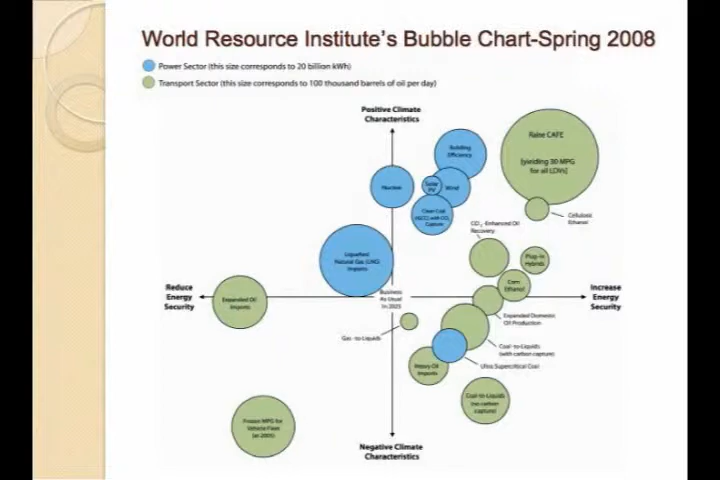 World Resource Institute's Bubble Chart-Spring 2008
Power Sector (this size corresponds to 20 billion kWh)
Transport Sector (this size corresponds to 100 thousand barrels of oil per day)
Positive Climate
Characteristics
Raise CAFE
[yielding 30 MPG
for all LDVs]
Building
Efficiency
Nuclear
Solar
PV
Wind
Clean Coal
(IGCC) with CO₂
Capture
Cellulosic
Ethanol
CO₂-Enhanced Oil
Recovery
Liquefied
Natural Gas (LNG)
Imports
Plug-in
Hybrids
Corn
Ethanol
Reduce
Energy
Security
Expanded Oil
Imports
Business
As Usual
in 2025
Increase
Energy
Security
Expanded Domestic
Oil Production
Gas-to-Liquids
Coal-to-Liquids
(with carbon capture)
Heavy Oil
Imports
Ultra Supercritical Coal
Coal-to-Liquids
(no carbon
capture)
Frozen MPG for
Vehicle Fleet
(at 2005)
Negative Climate
Characteristics